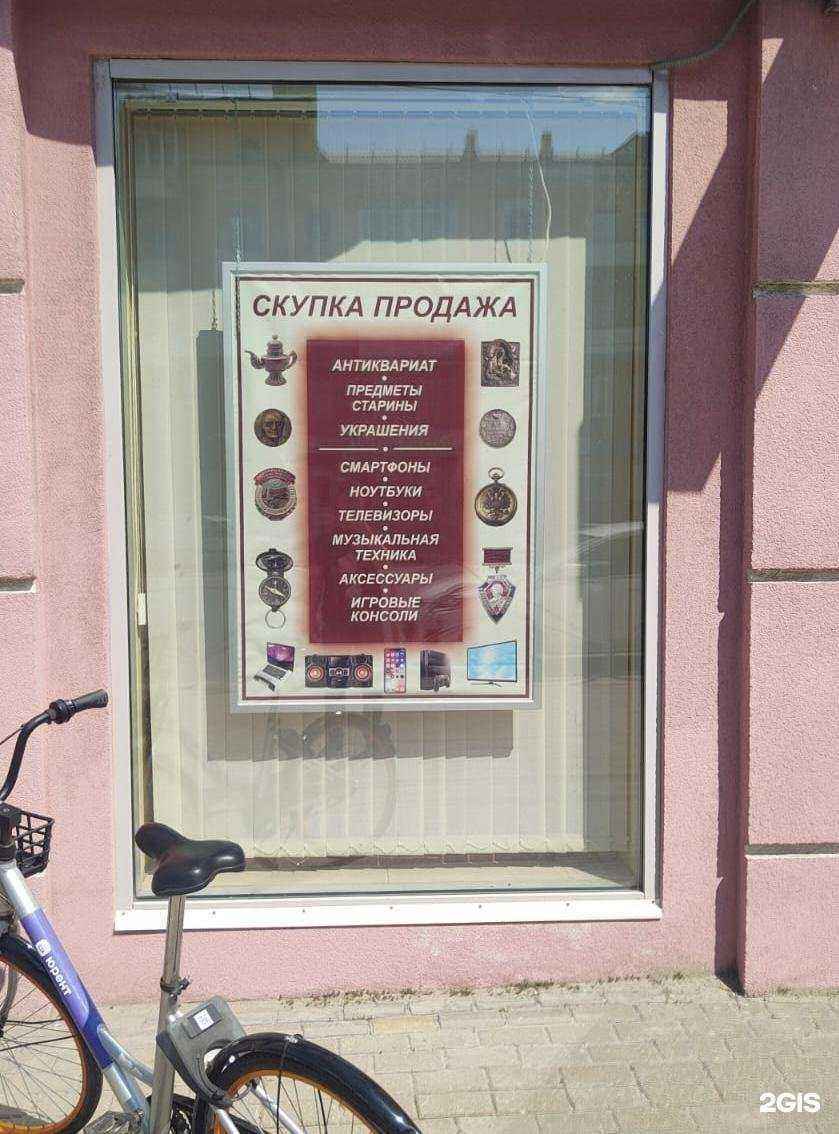 СКУПКА ПРОДАЖА
АНТИКВАРИАТ
ПРЕДМЕТЫ
СТАРИНЫ
УКРАШЕНИЯ
СМАРТФОНЫ
НОУТБУКИ
ТЕЛЕВИЗОРЫ
МУЗЫКАЛЬНАЯ
ТЕХНИКА
АКСЕССУАРЫ
ИГРОВЫЕ
КОНСОЛИ
юрент
2GIS